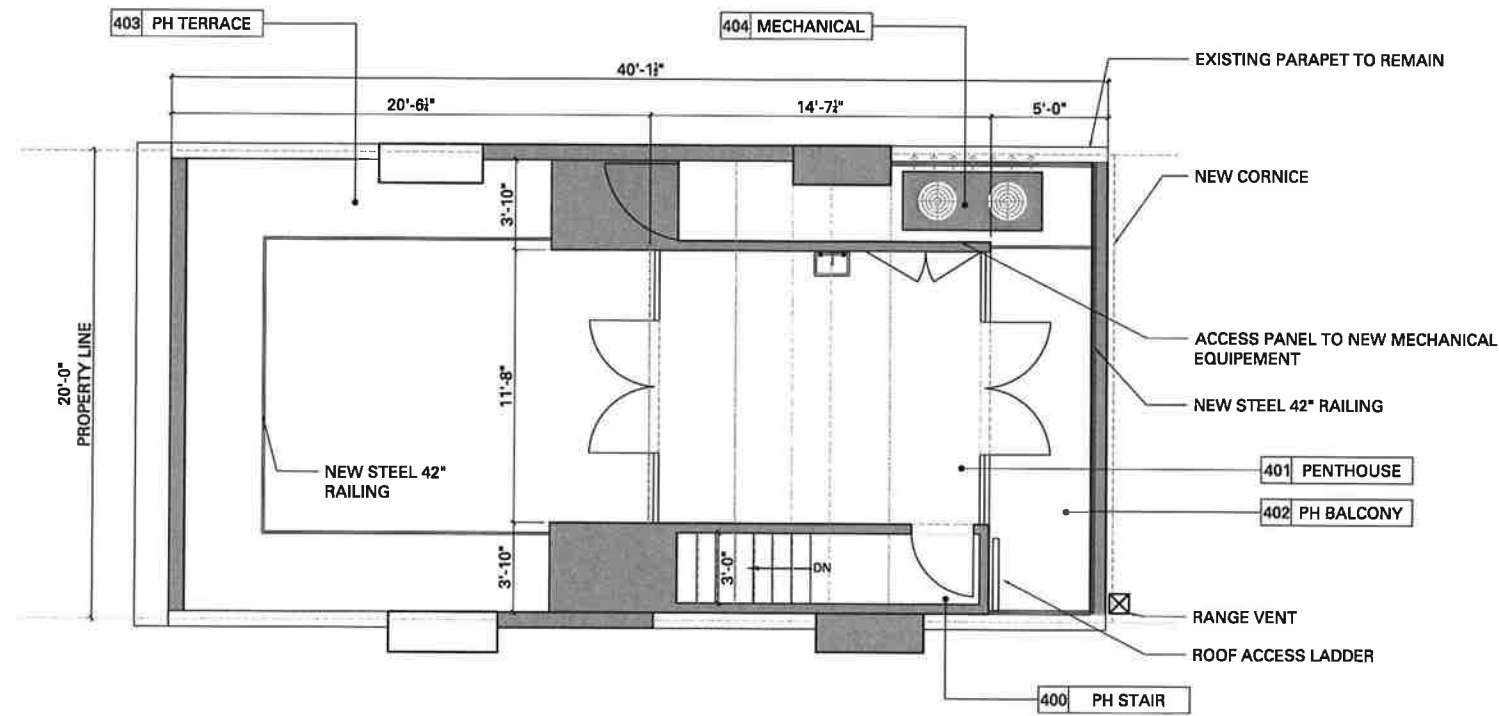 403 PH TERRACE
404 MECHANICAL
EXISTING PARAPET TO REMAIN
40'-1½"
20'-6¼"
14'-7¼"
5'-0"
NEW CORNICE
3'-10"
20'-0"
PROPERTY LINE
11'-8"
ACCESS PANEL TO NEW MECHANICAL
EQUIPEMENT
NEW STEEL 42" RAILING
NEW STEEL 42"
RAILING
401 PENTHOUSE
402 PH BALCONY
3'-10"
3'-0"
DN
RANGE VENT
ROOF ACCESS LADDER
400 PH STAIR